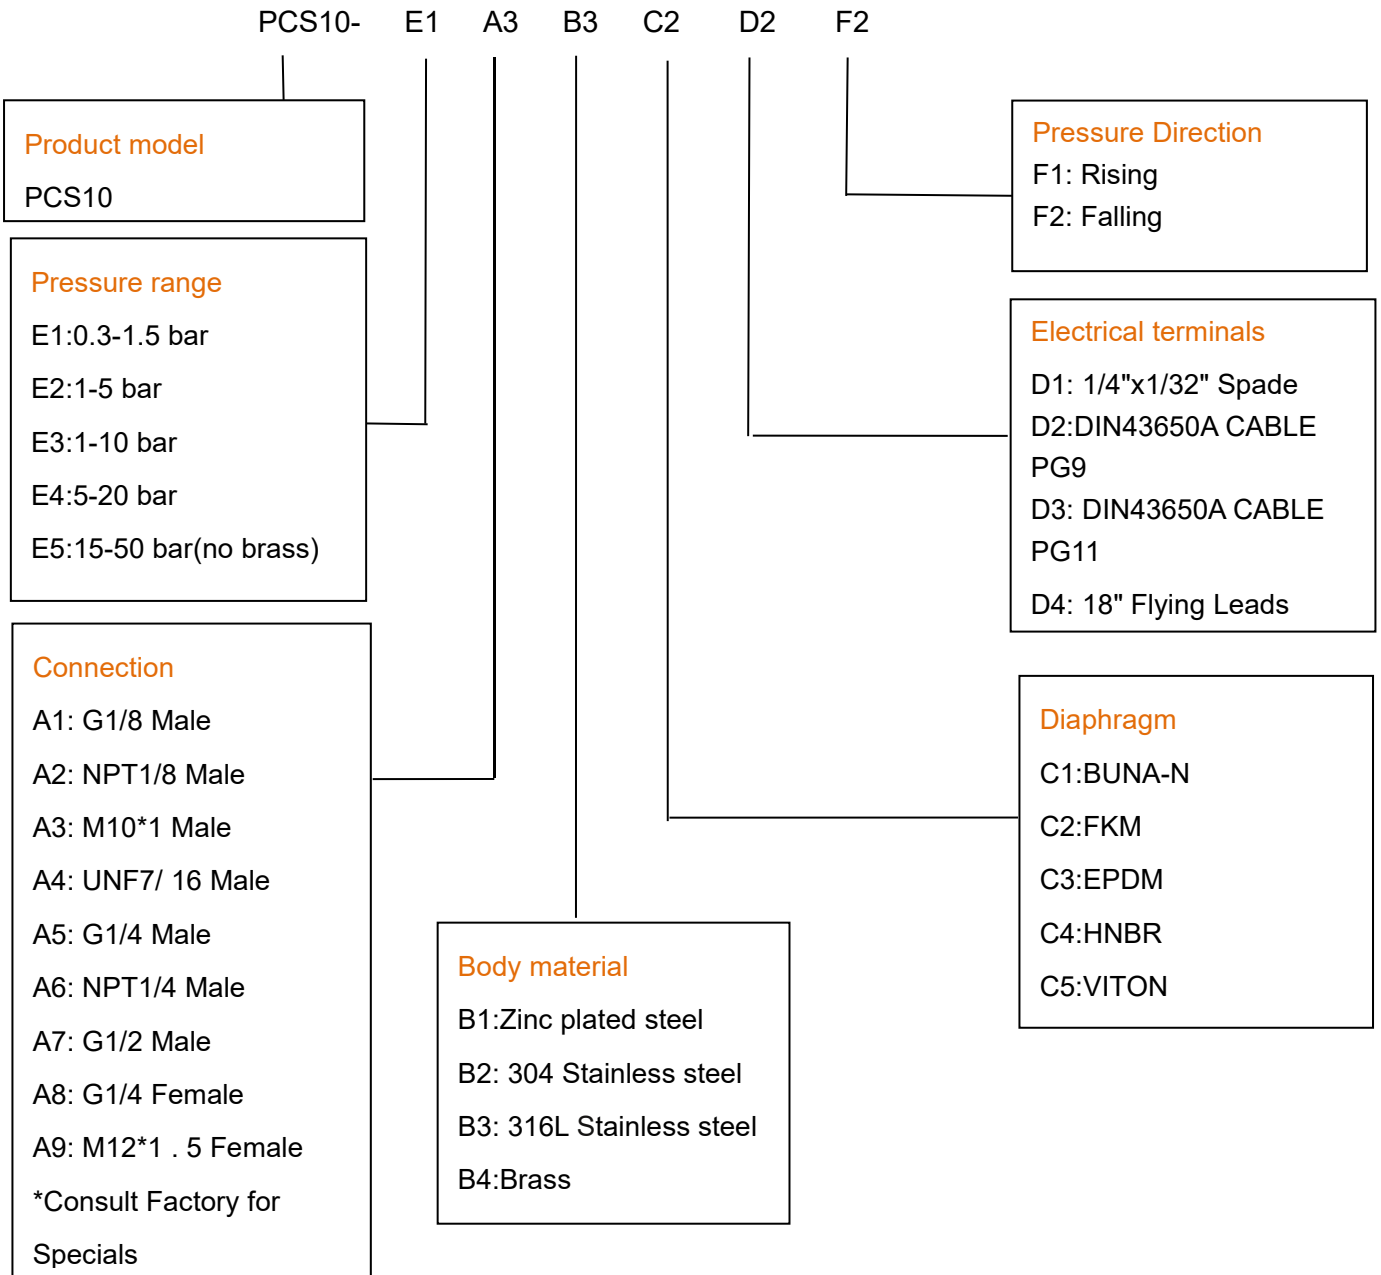 PCS10- E1 A3 B3 C2 D2 F2
Product model
PCS10
Pressure range
E1:0.3-1.5 bar
E2:1-5 bar
E3:1-10 bar
E4:5-20 bar
E5:15-50 bar(no brass)
Connection
A1: G1/8 Male
A2: NPT1/8 Male
A3: M10*1 Male
A4: UNF7/ 16 Male
A5: G1/4 Male
A6: NPT1/4 Male
A7: G1/2 Male
A8: G1/4 Female
A9: M12*1 . 5 Female
*Consult Factory for
Specials
Body material
B1:Zinc plated steel
B2: 304 Stainless steel
B3: 316L Stainless steel
B4:Brass
Pressure Direction
F1: Rising
F2: Falling
Electrical terminals
D1: 1/4"x1/32" Spade
D2:DIN43650A CABLE
PG9
D3: DIN43650A CABLE
PG11
D4: 18" Flying Leads
Diaphragm
C1:BUNA-N
C2:FKM
C3:EPDM
C4:HNBR
C5:VITON